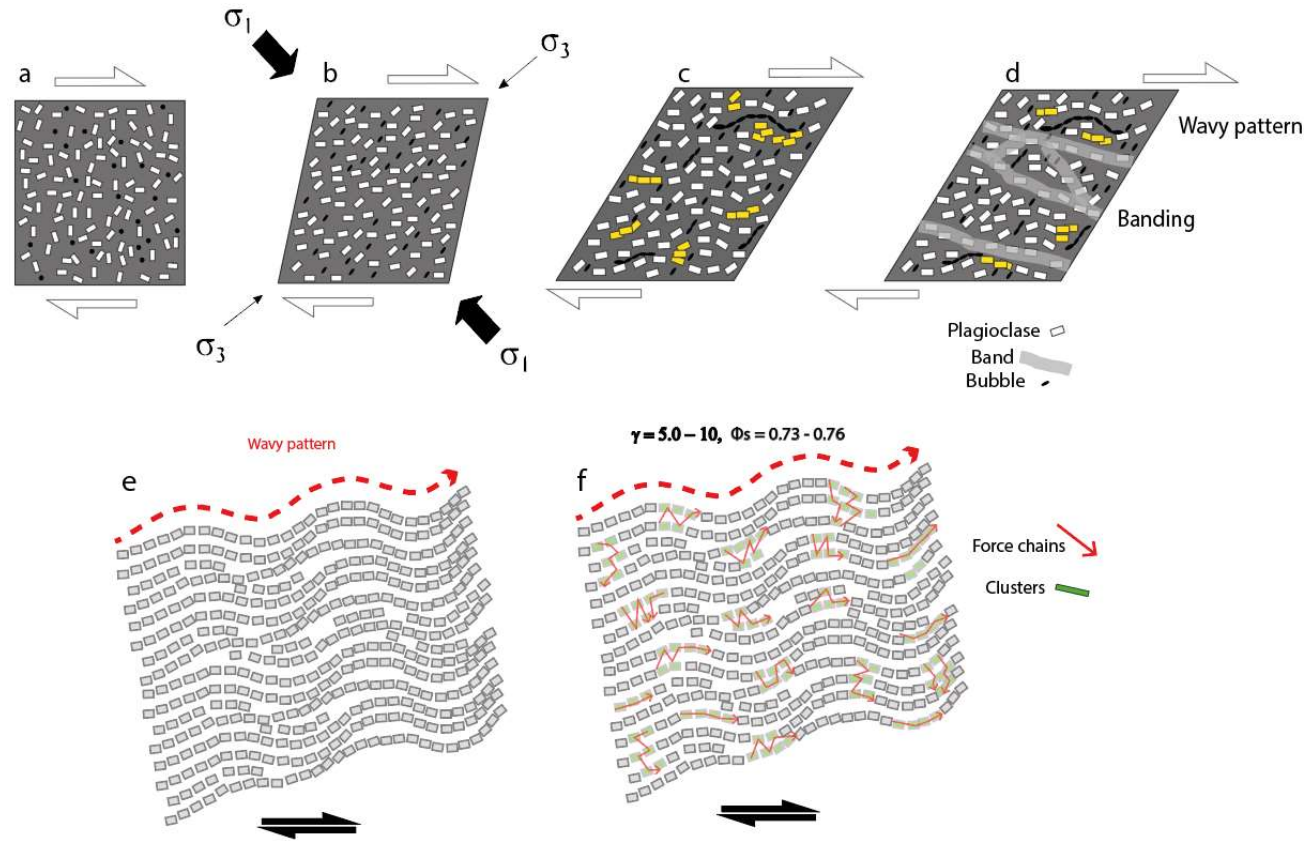 σ1
σ3
a
b
c
d
Wavy pattern
Banding
σ3
σ1
Plagioclase
Band
Bubble
Wavy pattern
γ = 5.0 – 10, Φs = 0.73 - 0.76
e
f
Force chains
Clusters